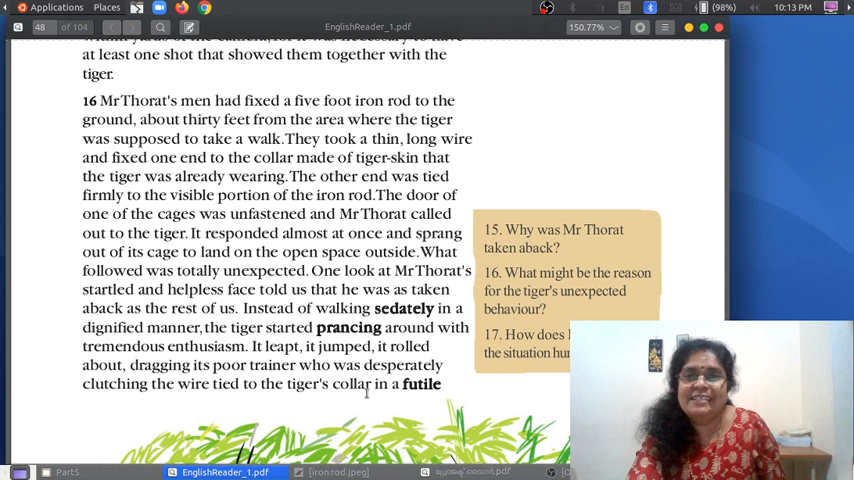 Applications
Places
En
(98%)
10:13 PM
48
of 104
EnglishReader_1.pdf
150.77%
at least one shot that showed them together with the
tiger.
16 Mr Thorat's men had fixed a five foot iron rod to the
ground, about thirty feet from the area where the tiger
was supposed to take a walk. They took a thin, long wire
and fixed one end to the collar made of tiger-skin that
the tiger was already wearing. The other end was tied
firmly to the visible portion of the iron rod. The door of
one of the cages was unfastened and Mr Thorat called
out to the tiger. It responded almost at once and sprang
out of its cage to land on the open space outside. What
followed was totally unexpected. One look at Mr Thorat's
startled and helpless face told us that he was as taken
aback as the rest of us. Instead of walking sedately in a
dignified manner, the tiger started prancing around with
tremendous enthusiasm. It leapt, it jumped, it rolled
about, dragging its poor trainer who was desperately
clutching the wire tied to the tiger's collar in a futile
15. Why was Mr Thorat
taken aback?
16. What might be the reason
for the tiger's unexpected
behaviour?
17. How does
the situation hu
Part5
EnglishReader_1.pdf
[iron rod.jpeg]